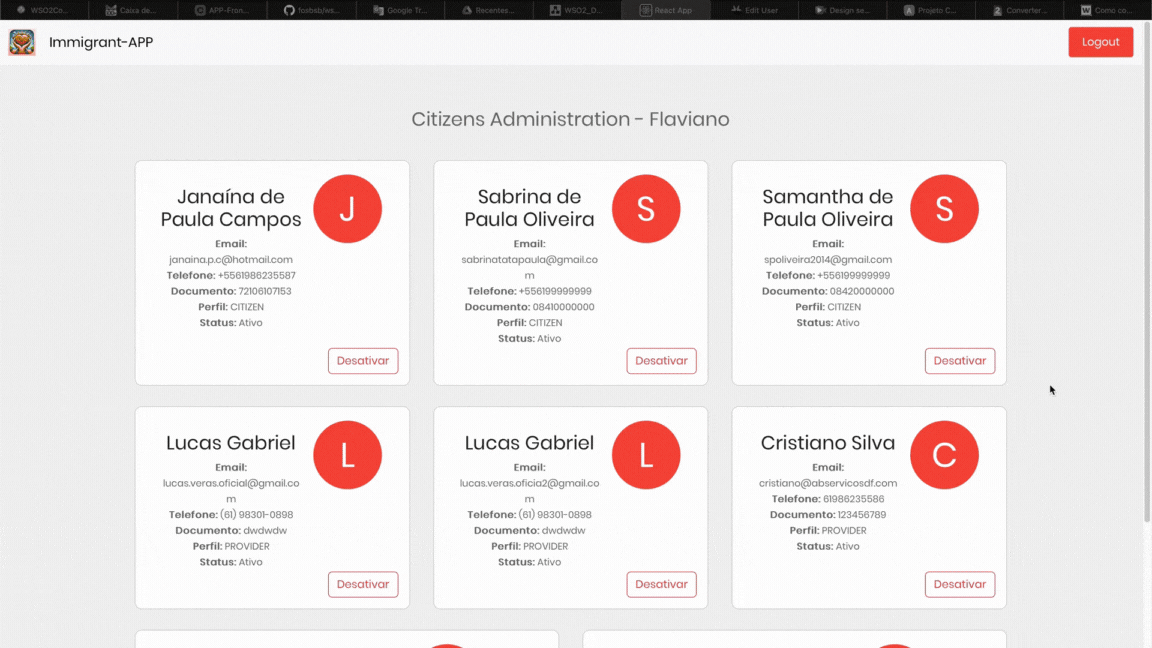 WSO2Co...
Caixa de...
APP-Fron...
fosbsb/ws...
Google Tr...
Recentes...
WSO2_D...
React App
Edit User
Design se...
Projeto C...
Converter...
Como co...
Immigrant-APP
Logout
Citizens Administration - Flaviano
Janaína de
Paula Campos
J
Email:
janaina.p.c@hotmail.com
Telefone: +5561986235587
Documento: 72106107153
Perfil: CITIZEN
Status: Ativo
Desativar
Sabrina de
Paula Oliveira
S
Email:
sabrinatatapaula@gmail.co
m
Telefone: +556199999999
Documento: 08410000000
Perfil: CITIZEN
Status: Ativo
Desativar
Samantha de
Paula Oliveira
S
Email:
spoliveira2014@gmail.com
Telefone: +556199999999
Documento: 08420000000
Perfil: CITIZEN
Status: Ativo
Desativar
Lucas Gabriel
L
Email:
lucas.veras.oficial@gmail.co
m
Telefone: (61) 98301-0898
Documento: dwdwdw
Perfil: PROVIDER
Status: Ativo
Desativar
Lucas Gabriel
L
Email:
lucas.veras.oficia2@gmail.co
m
Telefone: (61) 98301-0898
Documento: dwdwdw
Perfil: PROVIDER
Status: Ativo
Desativar
Cristiano Silva
C
Email:
cristiano@abservicosdf.com
Telefone: 61986235586
Documento: 123456789
Perfil: PROVIDER
Status: Ativo
Desativar